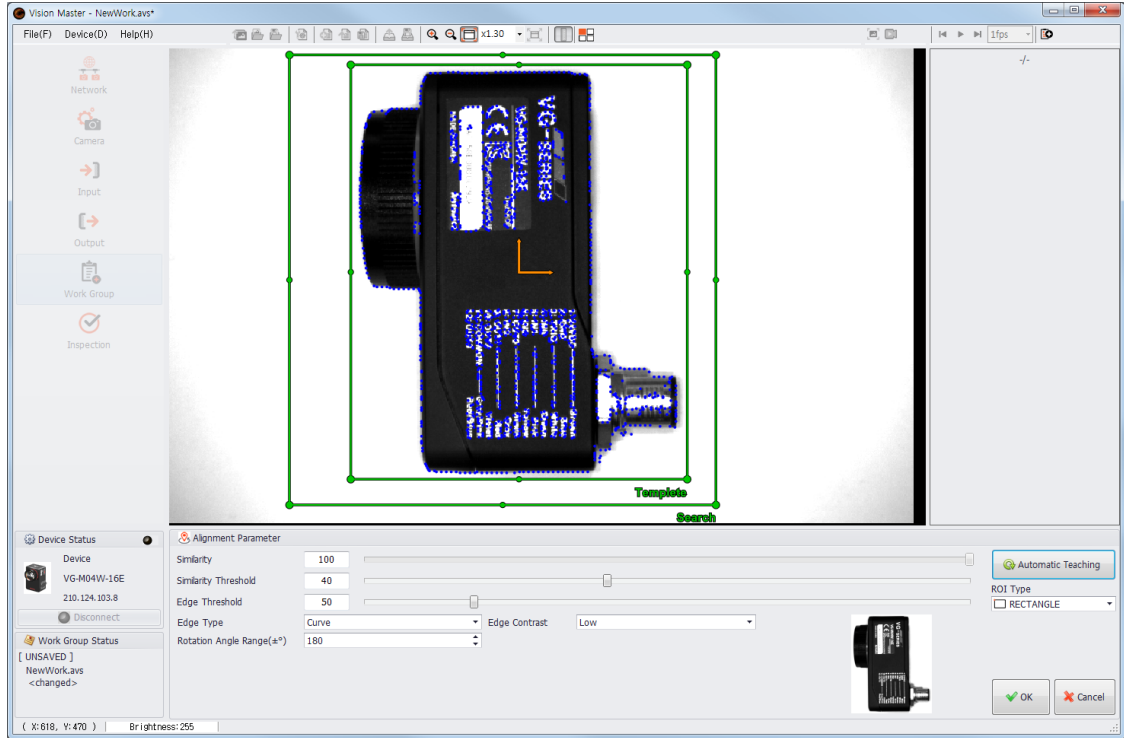 Vision Master - NewWork.avs*
File(F) Device(D) Help(H)
x1.30
1fps
Network
Camera
Input
Output
Work Group
Inspection
-/-
Templete
Search
Device Status
Device
VG-M04W-16E
210.124.103.8
Disconnect
Work Group Status
[ UNSAVED ]
NewWork.avs
<changed>
Alignment Parameter
Similarity 100
Similarity Threshold 40
Edge Threshold 50
Edge Type Curve Edge Contrast Low
Rotation Angle Range(±°) 180
Automatic Teaching
ROI Type
RECTANGLE
OK Cancel
( X:618, Y:470 ) Brightness:255